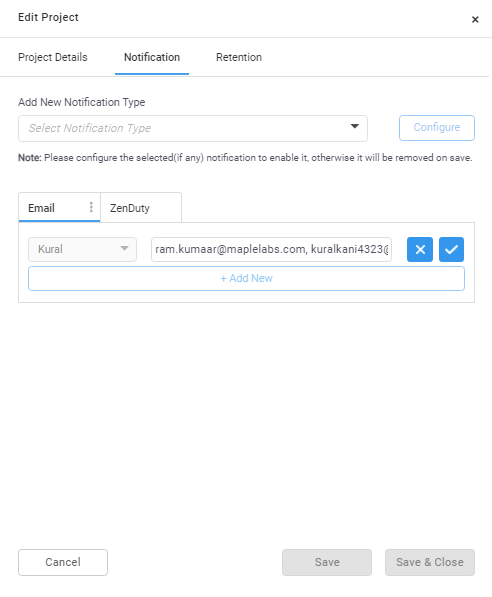 Edit Project
×
Project Details Notification Retention
Add New Notification Type
Select Notification Type Configure
Note: Please configure the selected(if any) notification to enable it, otherwise it will be removed on save.
Email ZenDuty
Kural ram.kumaar@maplelabs.com, kuralkani4323@
+ Add New
Cancel Save Save & Close